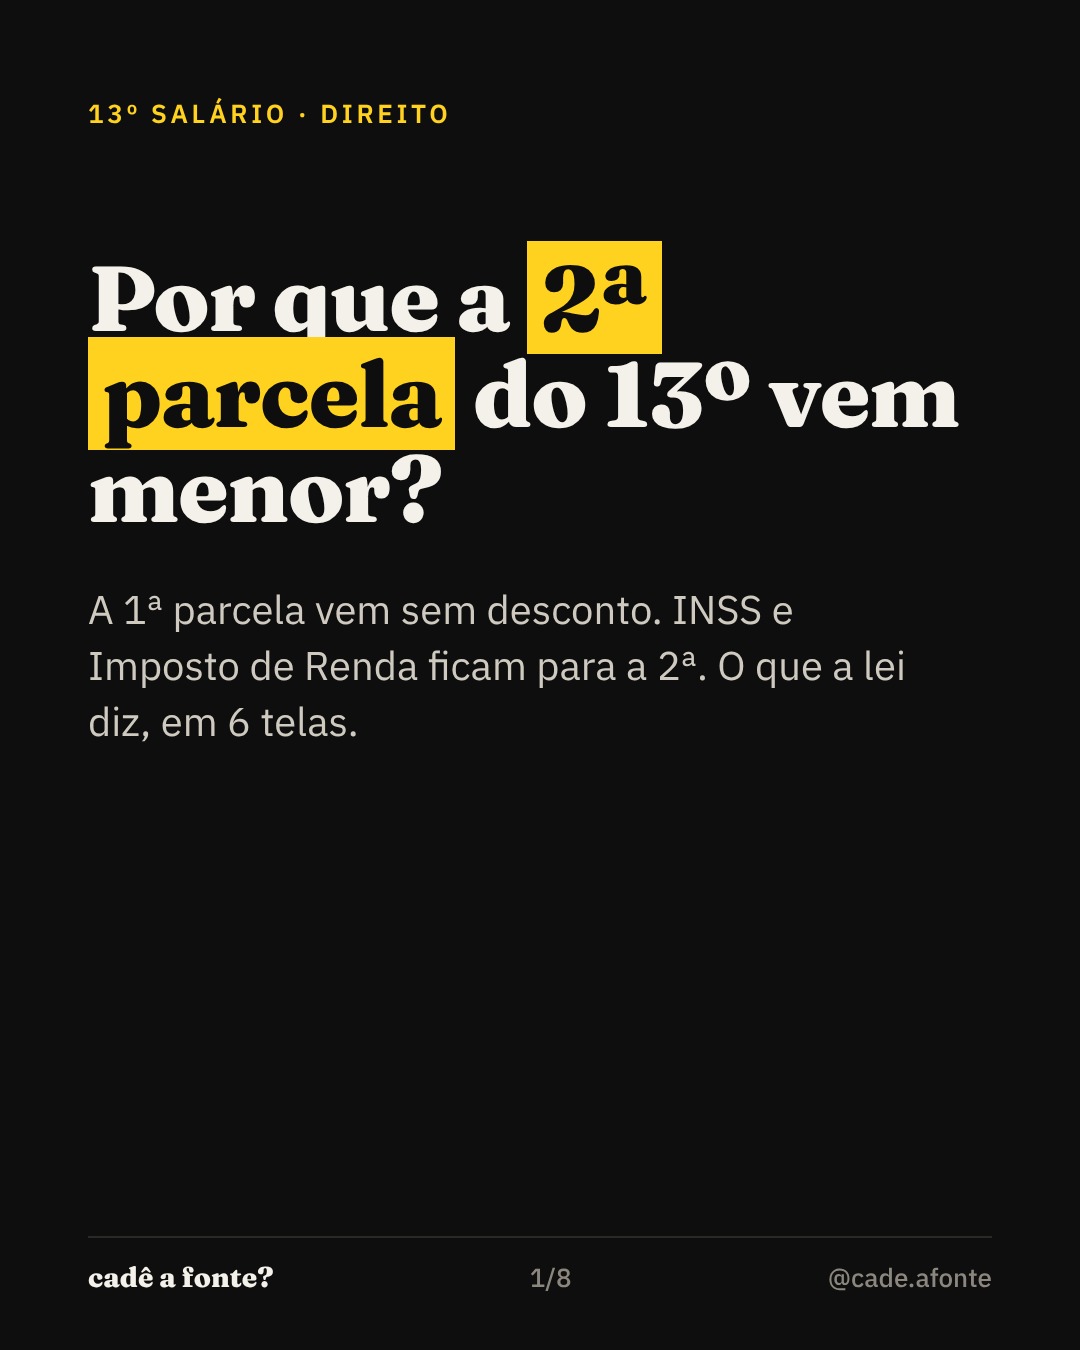 13º SALÁRIO · DIREITO
Por que a 2ª
parcela do 13º vem
menor?
A 1ª parcela vem sem desconto. INSS e
Imposto de Renda ficam para a 2ª. O que a lei
diz, em 6 telas.
cadê a fonte?
1/8
@cade.afonte